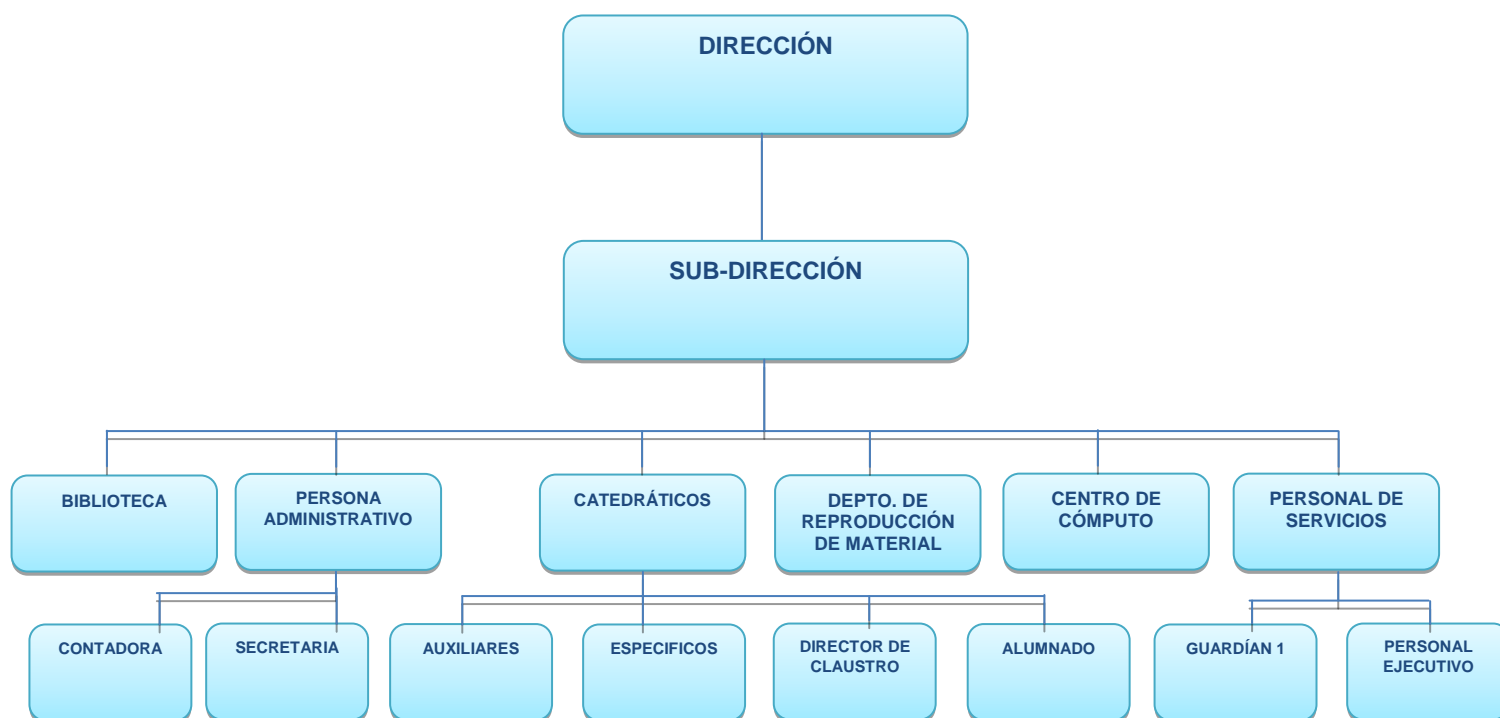 DIRECCIÓN
SUB-DIRECCIÓN
BIBLIOTECA
PERSONA
ADMINISTRATIVO
CATEDRÁTICOS
DEPTO. DE
REPRODUCCIÓN
DE MATERIAL
CENTRO DE
CÓMPUTO
PERSONAL DE
SERVICIOS
CONTADORA
SECRETARIA
AUXILIARES
ESPECIFICOS
DIRECTOR DE
CLAUSTRO
ALUMNADO
GUARDÍAN 1
PERSONAL
EJECUTIVO